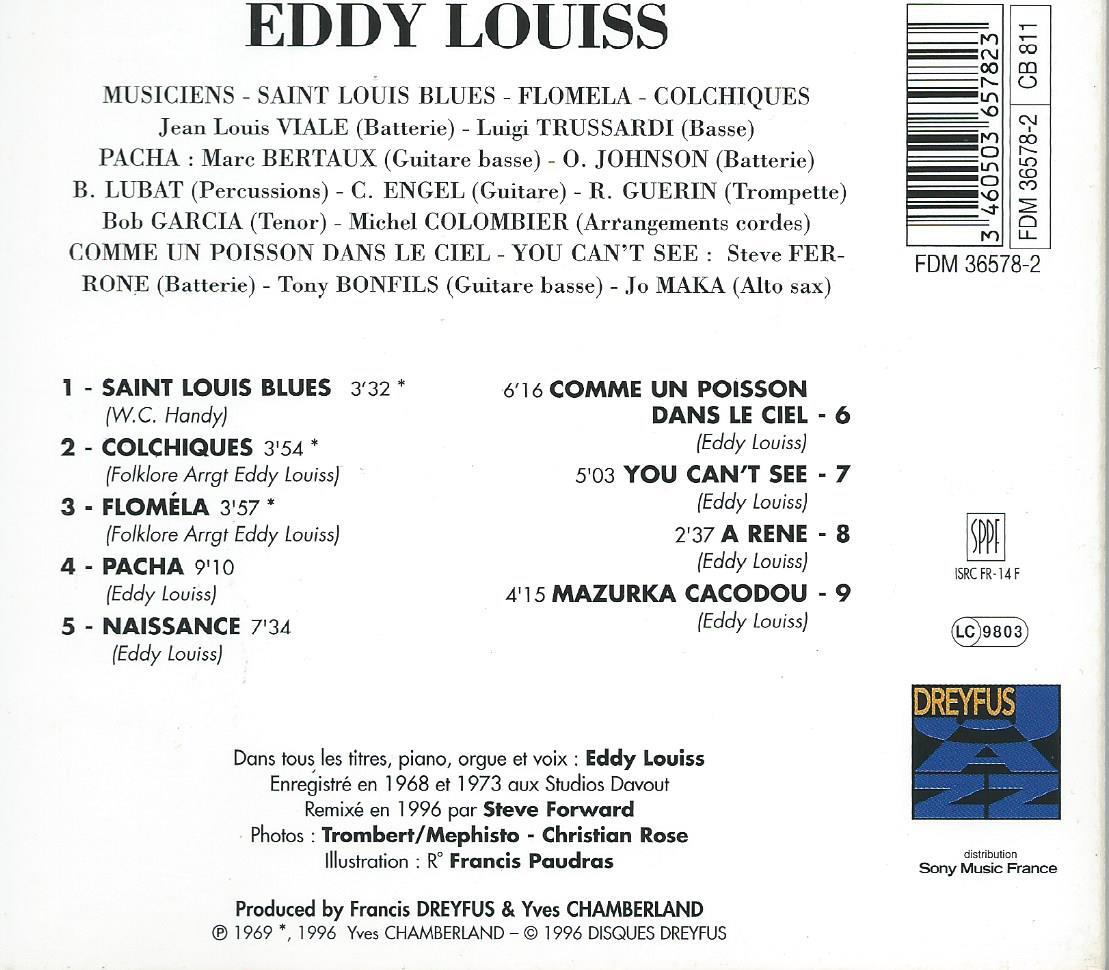 EDDY LOUISS
MUSICIENS - SAINT LOUIS BLUES - FLOMELA - COLCHIQUES
Jean Louis VIALE (Batterie) - Luigi TRUSSARDI (Basse)
PACHA : Marc BERTAUX (Guitare basse) - O. JOHNSON (Batterie)
B. LUBAT (Percussions) - C. ENGEL (Guitare) - R. GUERIN (Trompette)
Bob GARCIA (Tenor) - Michel COLOMBIER (Arrangements cordes)
COMME UN POISSON DANS LE CIEL - YOU CAN'T SEE : Steve FER-
RONE (Batterie) - Tony BONFILS (Guitare basse) - Jo MAKA (Alto sax)
3 460503 657823
FDM 36578-2 CB 811
FDM 36578-2
1 - SAINT LOUIS BLUES 3'32 *
(W.C. Handy)
2 - COLCHIQUES 3'54 *
(Folklore Arrgt Eddy Louiss)
3 - FLOMÉLA 3'57 *
(Folklore Arrgt Eddy Louiss)
4 - PACHA 9'10
(Eddy Louiss)
5 - NAISSANCE 7'34
(Eddy Louiss)
6'16 COMME UN POISSON
DANS LE CIEL - 6
(Eddy Louiss)
5'03 YOU CAN'T SEE - 7
(Eddy Louiss)
2'37 A RENE - 8
(Eddy Louiss)
4'15 MAZURKA CACODOU - 9
(Eddy Louiss)
SPPF
ISRC FR-14 F
LC 9803
DREYFUS
JAZZ
distribution
Sony Music France
Dans tous les titres, piano, orgue et voix : Eddy Louiss
Enregistré en 1968 et 1973 aux Studios Davout
Remixé en 1996 par Steve Forward
Photos : Trombert/Mephisto - Christian Rose
Illustration : R° Francis Paudras
Produced by Francis DREYFUS & Yves CHAMBERLAND
℗ 1969 *, 1996 Yves CHAMBERLAND – © 1996 DISQUES DREYFUS